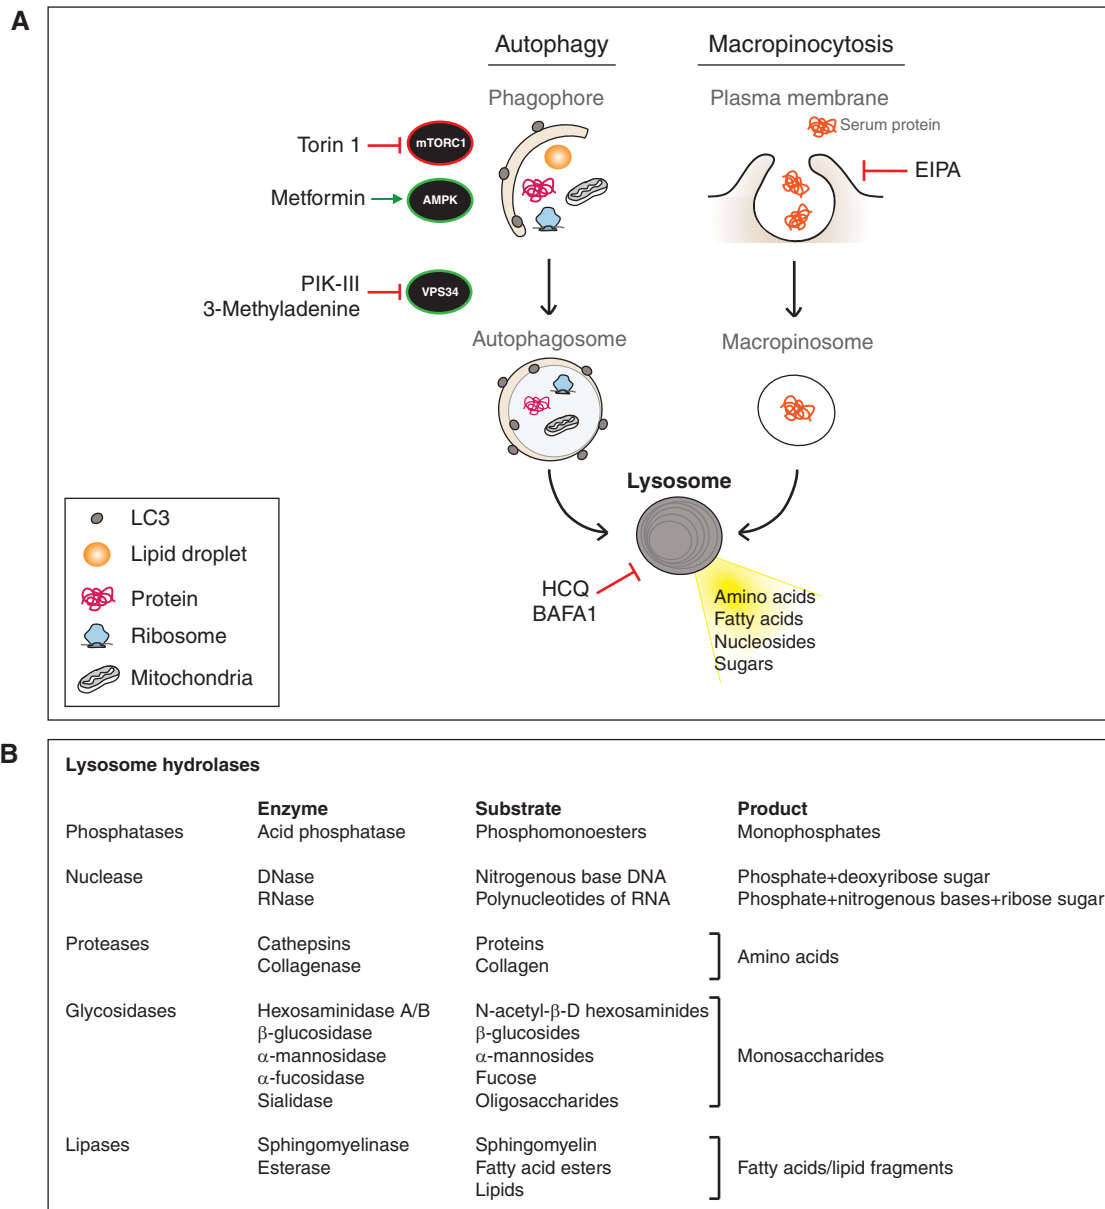 A
Autophagy
Macropinocytosis
Phagophore
Plasma membrane
Serum protein
Torin 1
mTORC1
EIPA
Metformin
AMPK
PIK-III
3-Methyladenine
VPS34
Autophagosome
Macropinosome
Lysosome
LC3
Lipid droplet
Protein
Ribosome
Mitochondria
HCQ
BAFA1
Amino acids
Fatty acids
Nucleosides
Sugars
B
Lysosome hydrolases
Enzyme Substrate Product
Phosphatases Acid phosphatase Phosphomonoesters Monophosphates
Nuclease DNase Nitrogenous base DNA Phosphate+deoxyribose sugar
RNase Polynucleotides of RNA Phosphate+nitrogenous bases+ribose sugar
Proteases Cathepsins Proteins
Collagenase Collagen
Amino acids
Glycosidases Hexosaminidase A/B N-acetyl-β-D hexosaminides
β-glucosidase β-glucosides
α-mannosidase α-mannosides Monosaccharides
α-fucosidase Fucose
Sialidase Oligosaccharides
Lipases Sphingomyelinase Sphingomyelin
Esterase Fatty acid esters Fatty acids/lipid fragments
Lipids